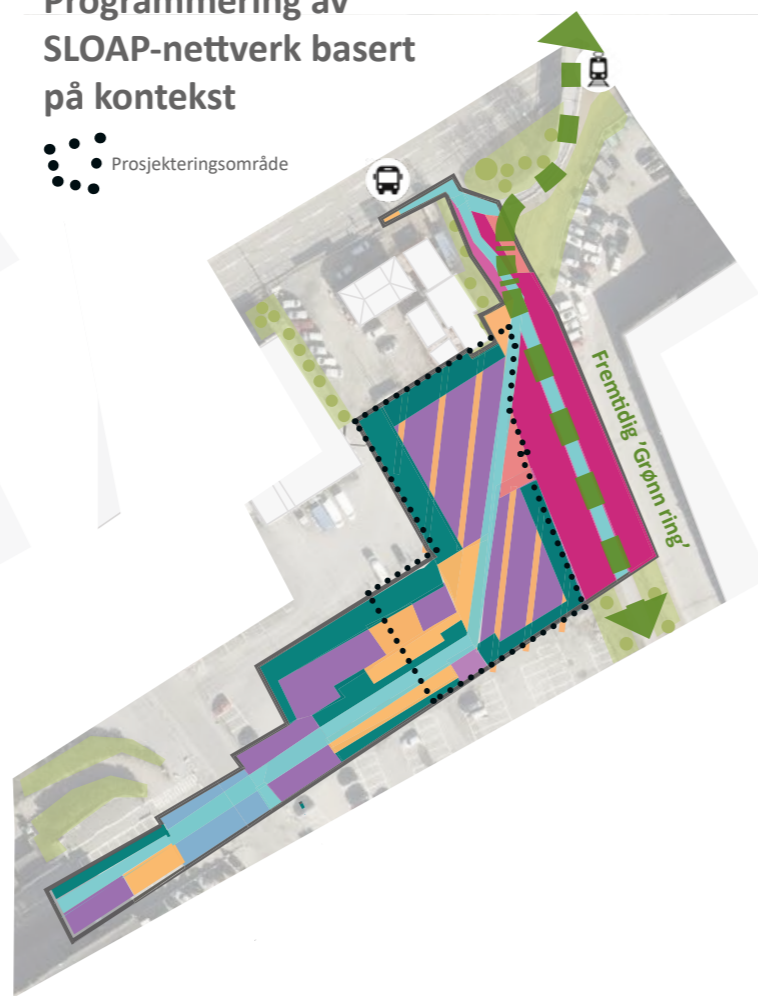 Programmering av
SLOAP-nettverk basert
på kontekst
Prosjekteringsområde
Fremtidig 'Grønn ring'